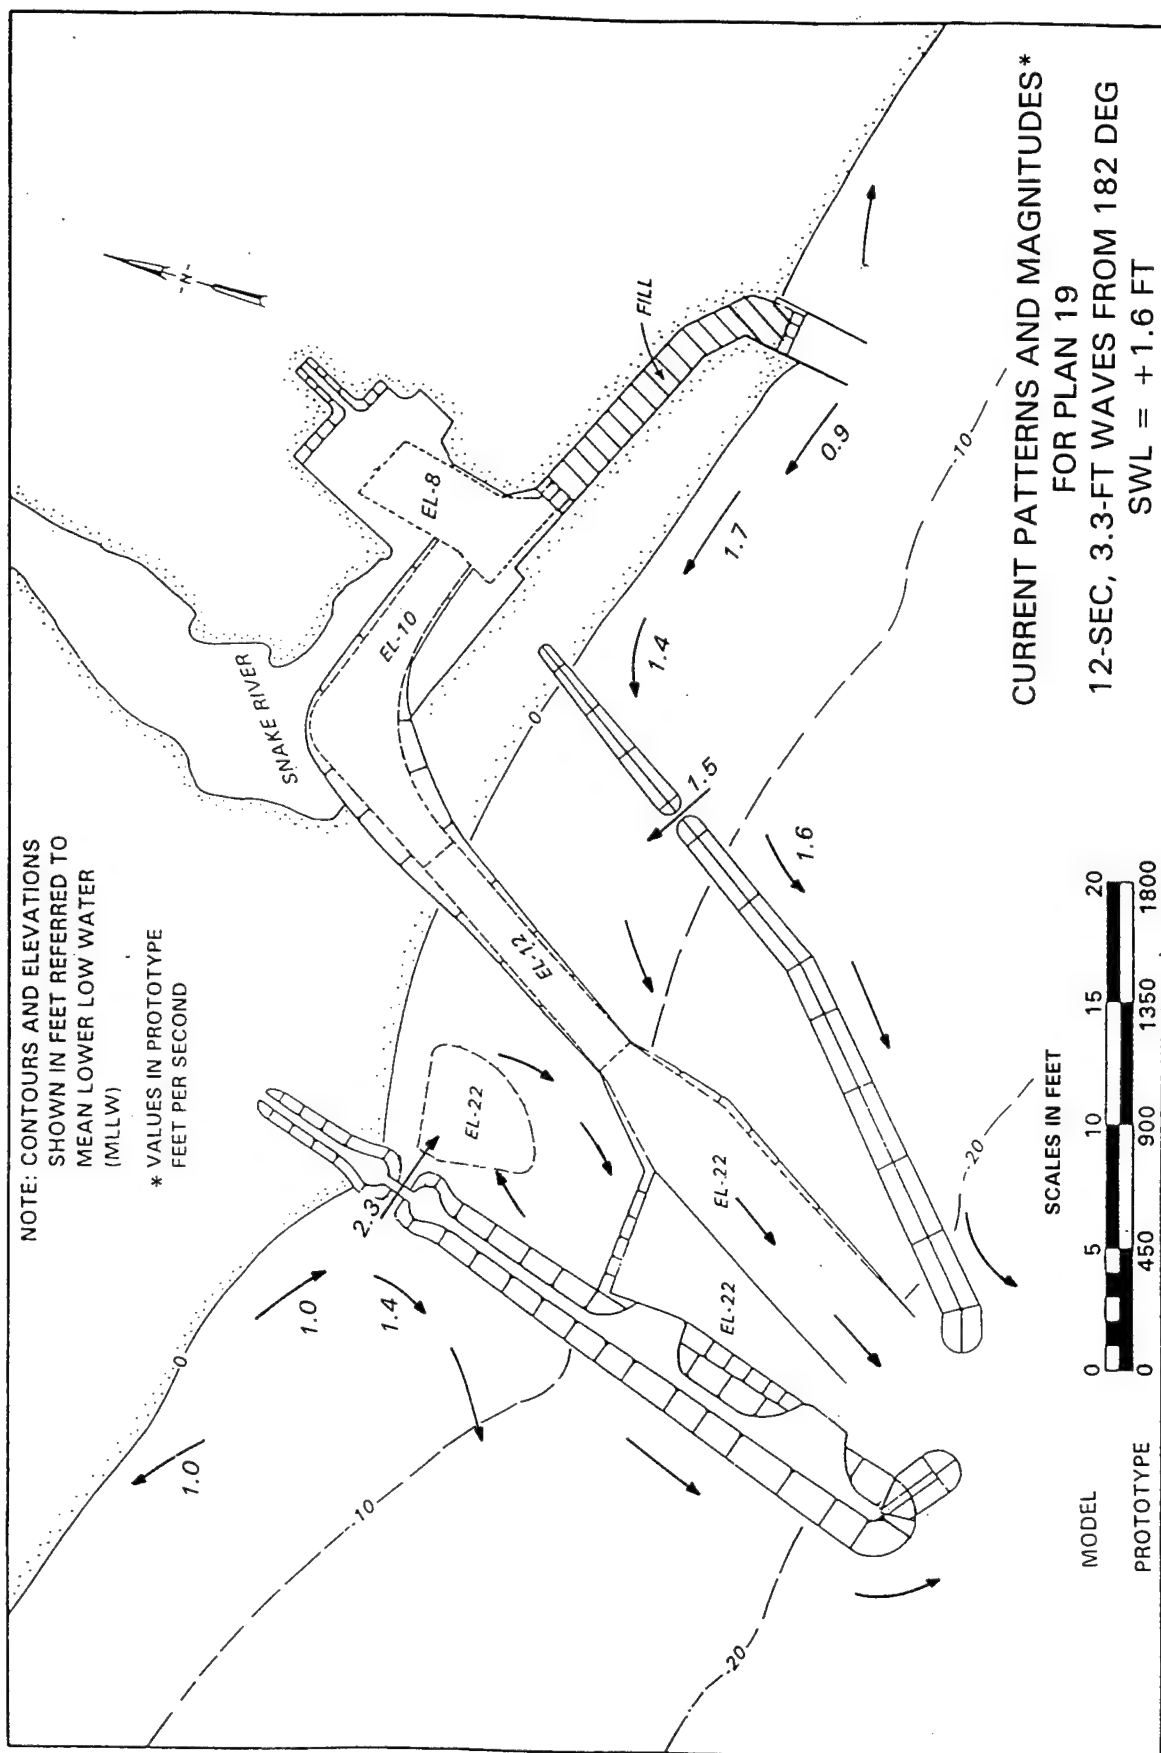 NOTE: CONTOURS AND ELEVATIONS
SHOWN IN FEET REFERRED TO
MEAN LOWER LOW WATER
(MLLW)
* VALUES IN PROTOTYPE
FEET PER SECOND
SNAKE RIVER
-N-
EL-8
EL-10
FILL
EL-12
EL-22
EL-22
EL-22
0
0
-10
-10
-20
-20
1.0
1.0
1.4
2.3
1.5
1.6
1.4
1.7
0.9
CURRENT PATTERNS AND MAGNITUDES*
FOR PLAN 19
12-SEC, 3.3-FT WAVES FROM 182 DEG
SWL = +1.6 FT
SCALES IN FEET
MODEL 0 5 10 15 20
PROTOTYPE 0 450 900 1350 1800